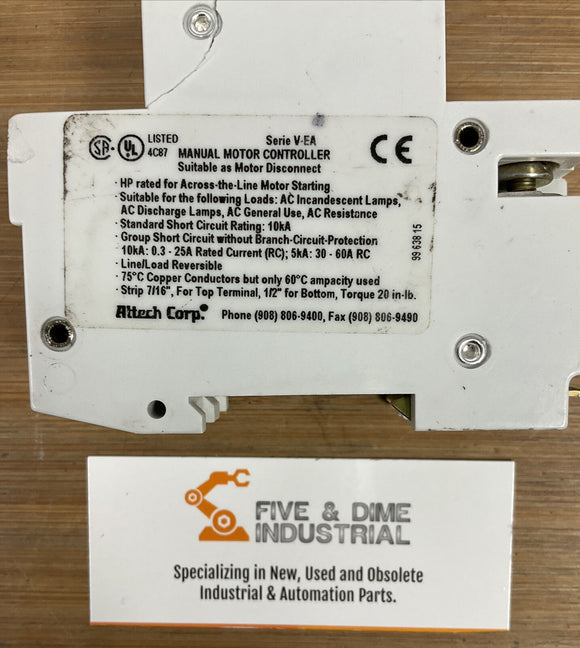 SA UL LISTED 4C87 Serie V-EA CE
MANUAL MOTOR CONTROLLER
Suitable as Motor Disconnect
· HP rated for Across-the-Line Motor Starting
· Suitable for the following Loads: AC Incandescent Lamps,
AC Discharge Lamps, AC General Use, AC Resistance
· Standard Short Circuit Rating: 10kA
· Group Short Circuit without Branch-Circuit-Protection
10kA: 0.3 - 25A Rated Current (RC); 5kA: 30 - 60A RC
· Line/Load Reversible
· 75°C Copper Conductors but only 60°C ampacity used
· Strip 7/16", For Top Terminal, 1/2" for Bottom, Torque 20 in-lb.
Altech Corp.® Phone (908) 806-9400, Fax (908) 806-9490
99 638 15
FIVE & DIME
INDUSTRIAL
Specializing in New, Used and Obsolete
Industrial & Automation Parts.